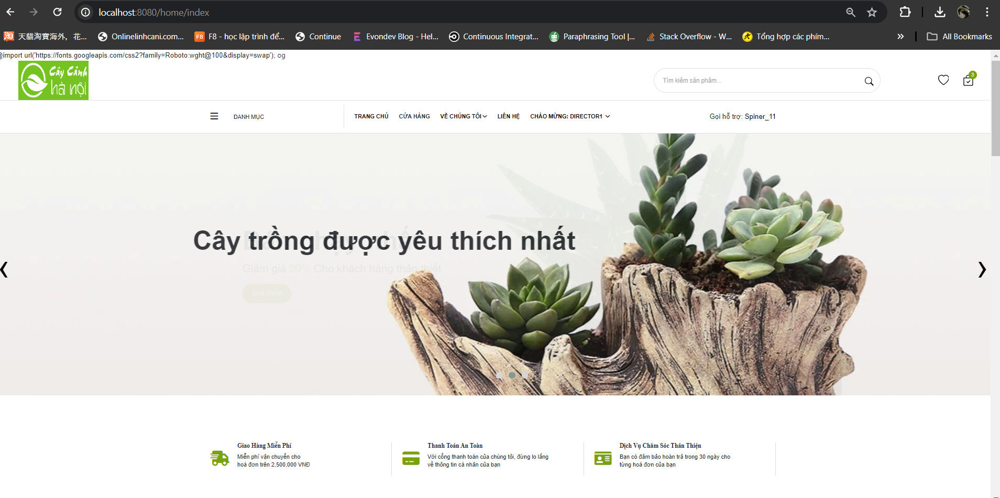 localhost:8080/home/index
天貓淘寶海外，花...
Onlinelinhcani.com...
F8 - học lập trình để...
Continue
Evondev Blog - Hel...
Continuous Integrat...
Paraphrasing Tool |...
Stack Overflow - W...
Tổng hợp các phím...
All Bookmarks
@import url('https://fonts.googleapis.com/css2?family=Roboto:wght@100&display=swap'); og
Cây Cảnh
hà nội
Tìm kiếm sản phẩm...
3
DANH MỤC
TRANG CHỦ
CỬA HÀNG
VỀ CHÚNG TÔI
LIÊN HỆ
CHÀO MỪNG: DIRECTOR1
Gọi hỗ trợ: Spiner_11
Cây trồng được yêu thích nhất
Giảm giá 20% Cho khách hàng thân thiết
XEM THÊM
Giao Hàng Miễn Phí
Miễn phí vận chuyển cho
hoá đơn trên 2,500,000 VNĐ
Thanh Toán An Toàn
Với cổng thanh toán của chúng tôi, đừng lo lắng
về thông tin cá nhân của bạn
Dịch Vụ Chăm Sóc Thân Thiện
Bạn có đảm bảo hoàn trả trong 30 ngày cho
từng hoá đơn của bạn